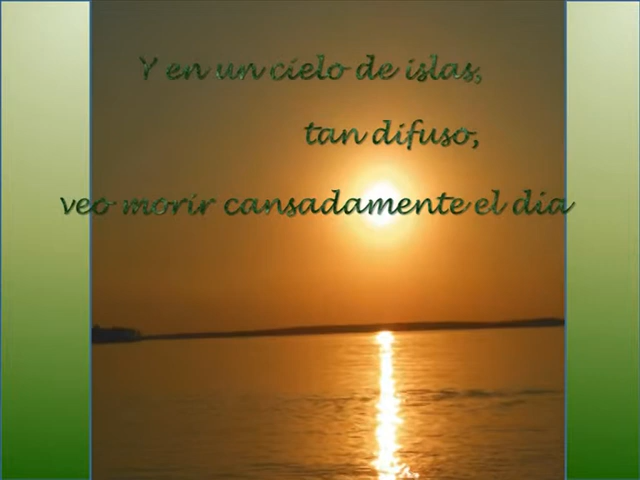 Y en un cielo de islas,
tan difuso,
veo morir cansadamente el dia